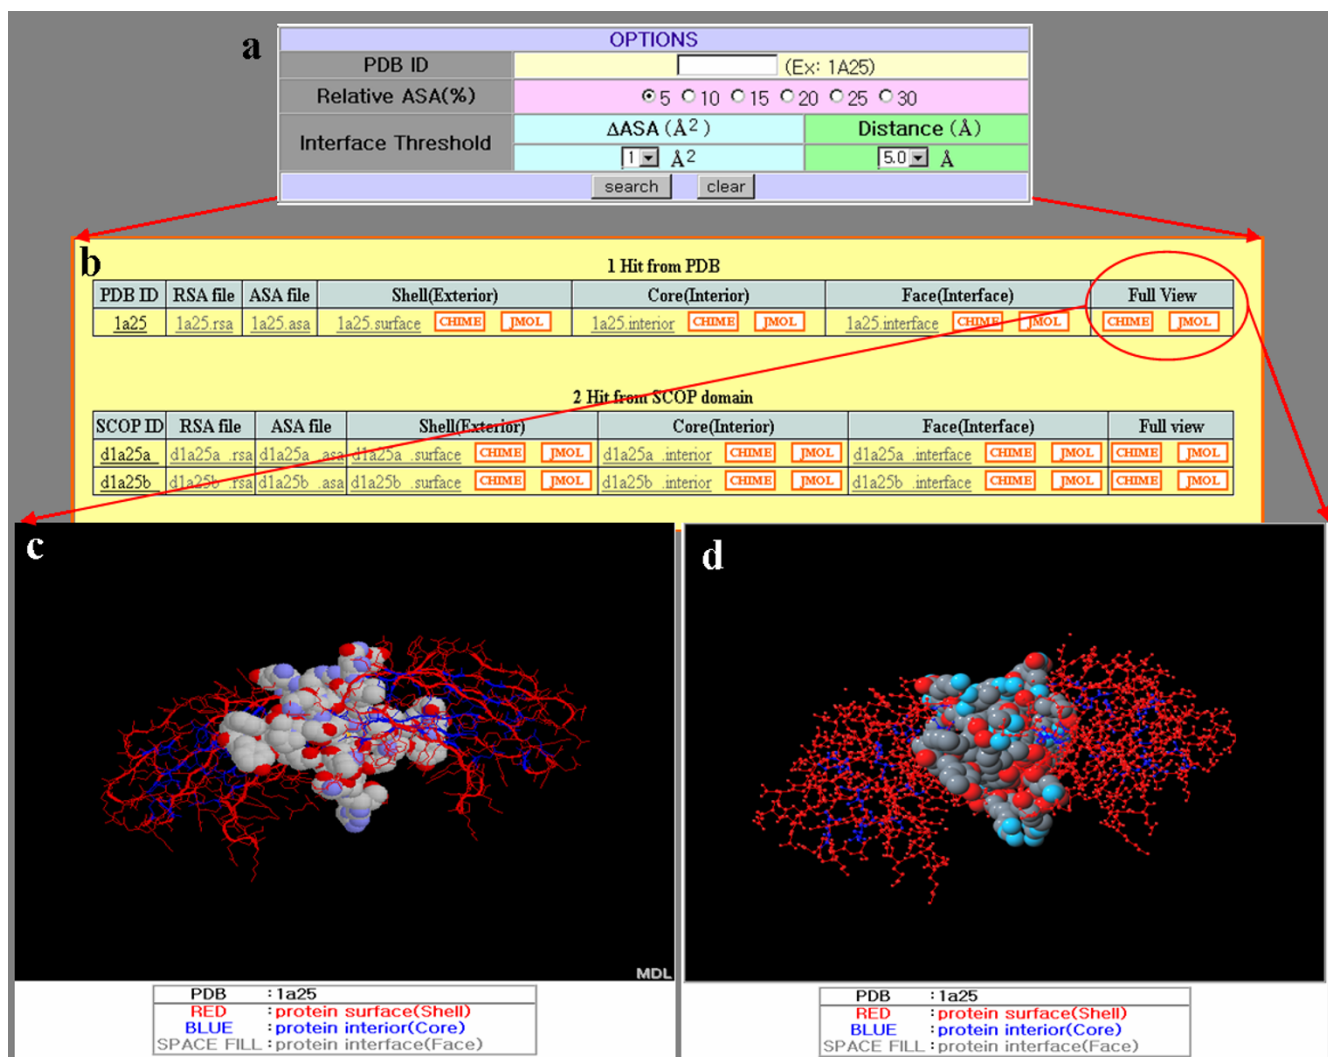 a
OPTIONS
PDB ID (Ex: 1A25)
Relative ASA(%) 5 10 15 20 25 30
Interface Threshold
ΔASA (Å²) Distance (Å)
1 Å² 5.0 Å
search clear
b
1 Hit from PDB
PDB ID RSA file ASA file Shell(Exterior) Core(Interior) Face(Interface) Full View
1a25 1a25.rsa 1a25.asa 1a25.surface CHIME JMOL 1a25.interior CHIME JMOL 1a25.interface CHIME JMOL CHIME JMOL
2 Hit from SCOP domain
SCOP ID RSA file ASA file Shell(Exterior) Core(Interior) Face(Interface) Full view
d1a25a_ d1a25a_.rsa d1a25a_.asa d1a25a_.surface CHIME JMOL d1a25a_.interior CHIME JMOL d1a25a_.interface CHIME JMOL CHIME JMOL
d1a25b_ d1a25b_.rsa d1a25b_.asa d1a25b_.surface CHIME JMOL d1a25b_.interior CHIME JMOL d1a25b_.interface CHIME JMOL CHIME JMOL
c
MDL
PDB :1a25
RED :protein surface(Shell)
BLUE :protein interior(Core)
SPACE FILL :protein interface(Face)
d
PDB :1a25
RED :protein surface(Shell)
BLUE :protein interior(Core)
SPACE FILL :protein interface(Face)